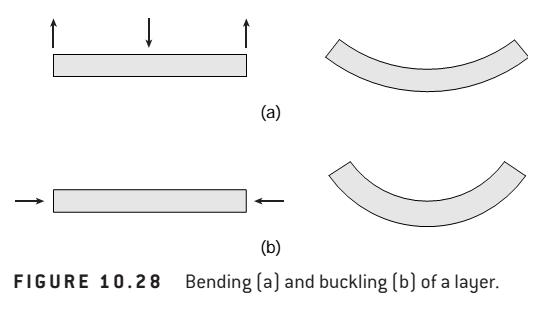 (a)
(b)
FIGURE 10.28 Bending (a) and buckling (b) of a layer.